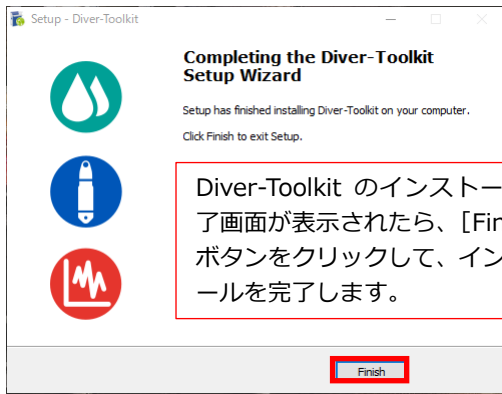 Setup - Diver-Toolkit
Completing the Diver-Toolkit
Setup Wizard
Setup has finished installing Diver-Toolkit on your computer.
Click Finish to exit Setup.
Diver-Toolkit のインストー
了画面が表示されたら、[Fin
ボタンをクリックして、イン
ールを完了します。
Finish